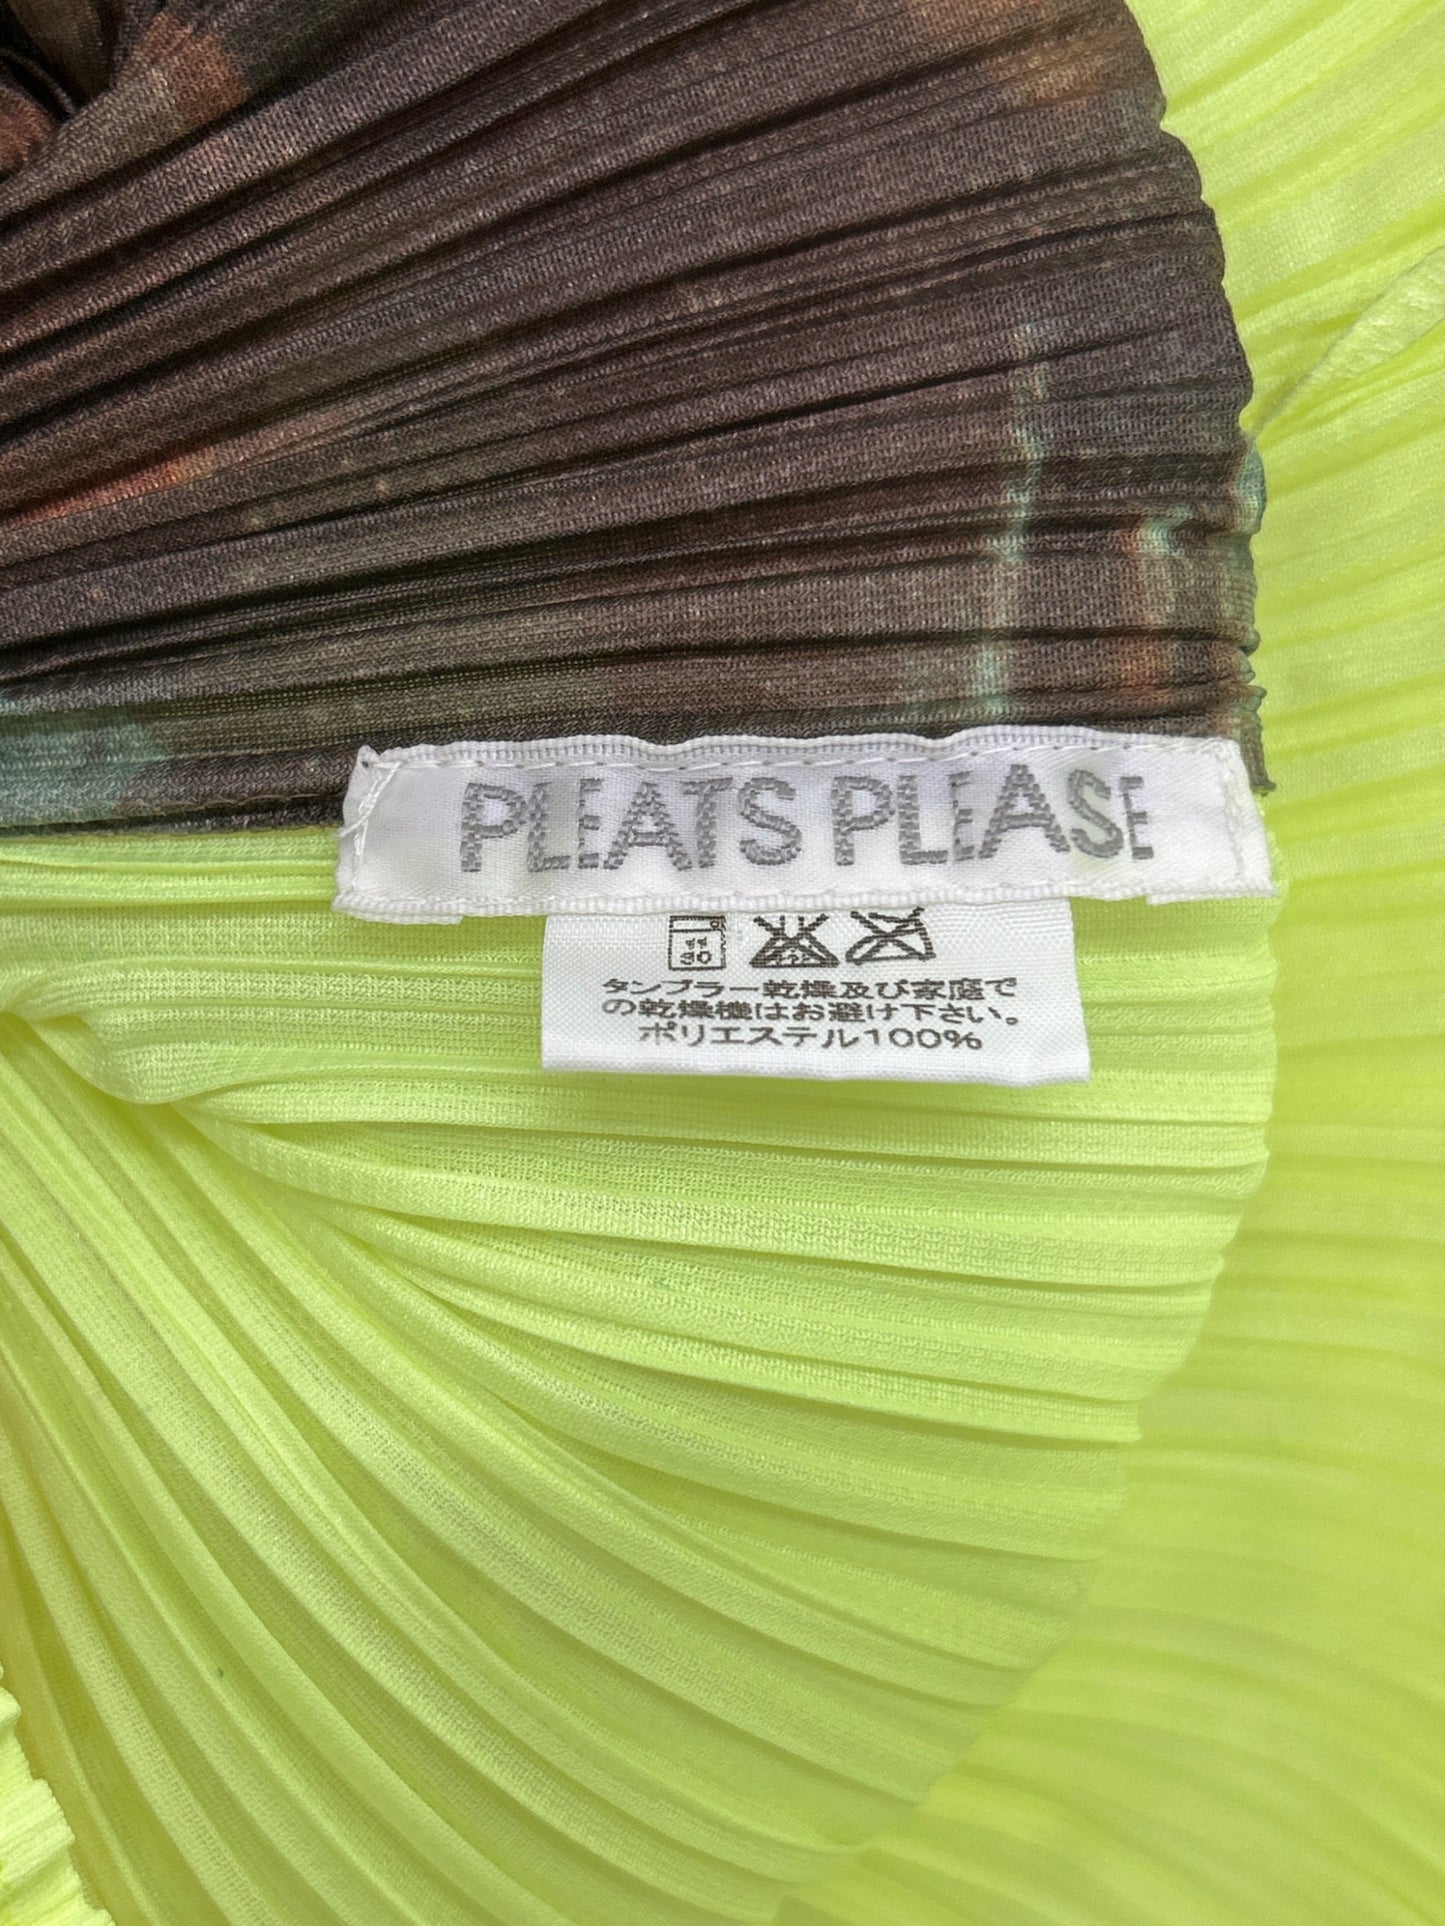 PLEATS PLEASE
タンブラー乾燥及び家庭で
の乾燥機はお避け下さい。
ポリエステル100%